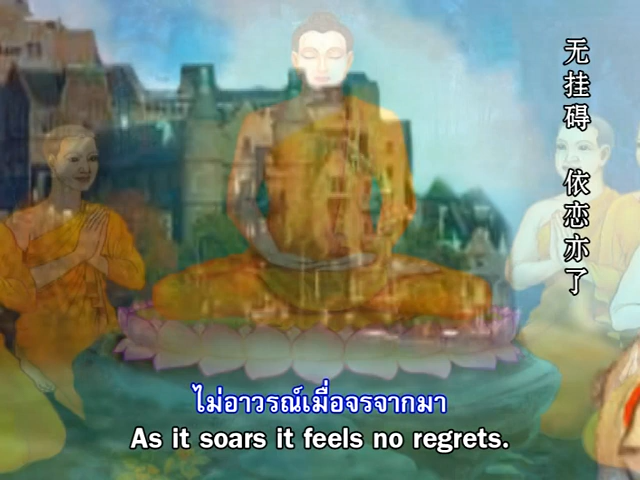 无挂碍 依恋亦了
ไม่อาวรณ์เมื่อจรจากมา
As it soars it feels no regrets.